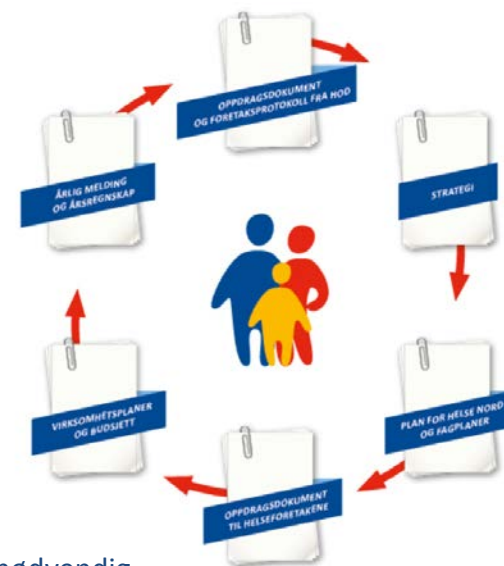 OPPDRAGSDOKUMENT
OG FORETAKSPROTOKOLL FRA HOD
STRATEGI
PLAN FOR HELSE NORD
OG FAGPLANER
OPPDRAGSDOKUMENT
TIL HELSEFORETAKENE
VIRKSOMHETSPLANER
OG BUDSJETT
ÅRLIG MELDING
OG ÅRSREGNSKAP